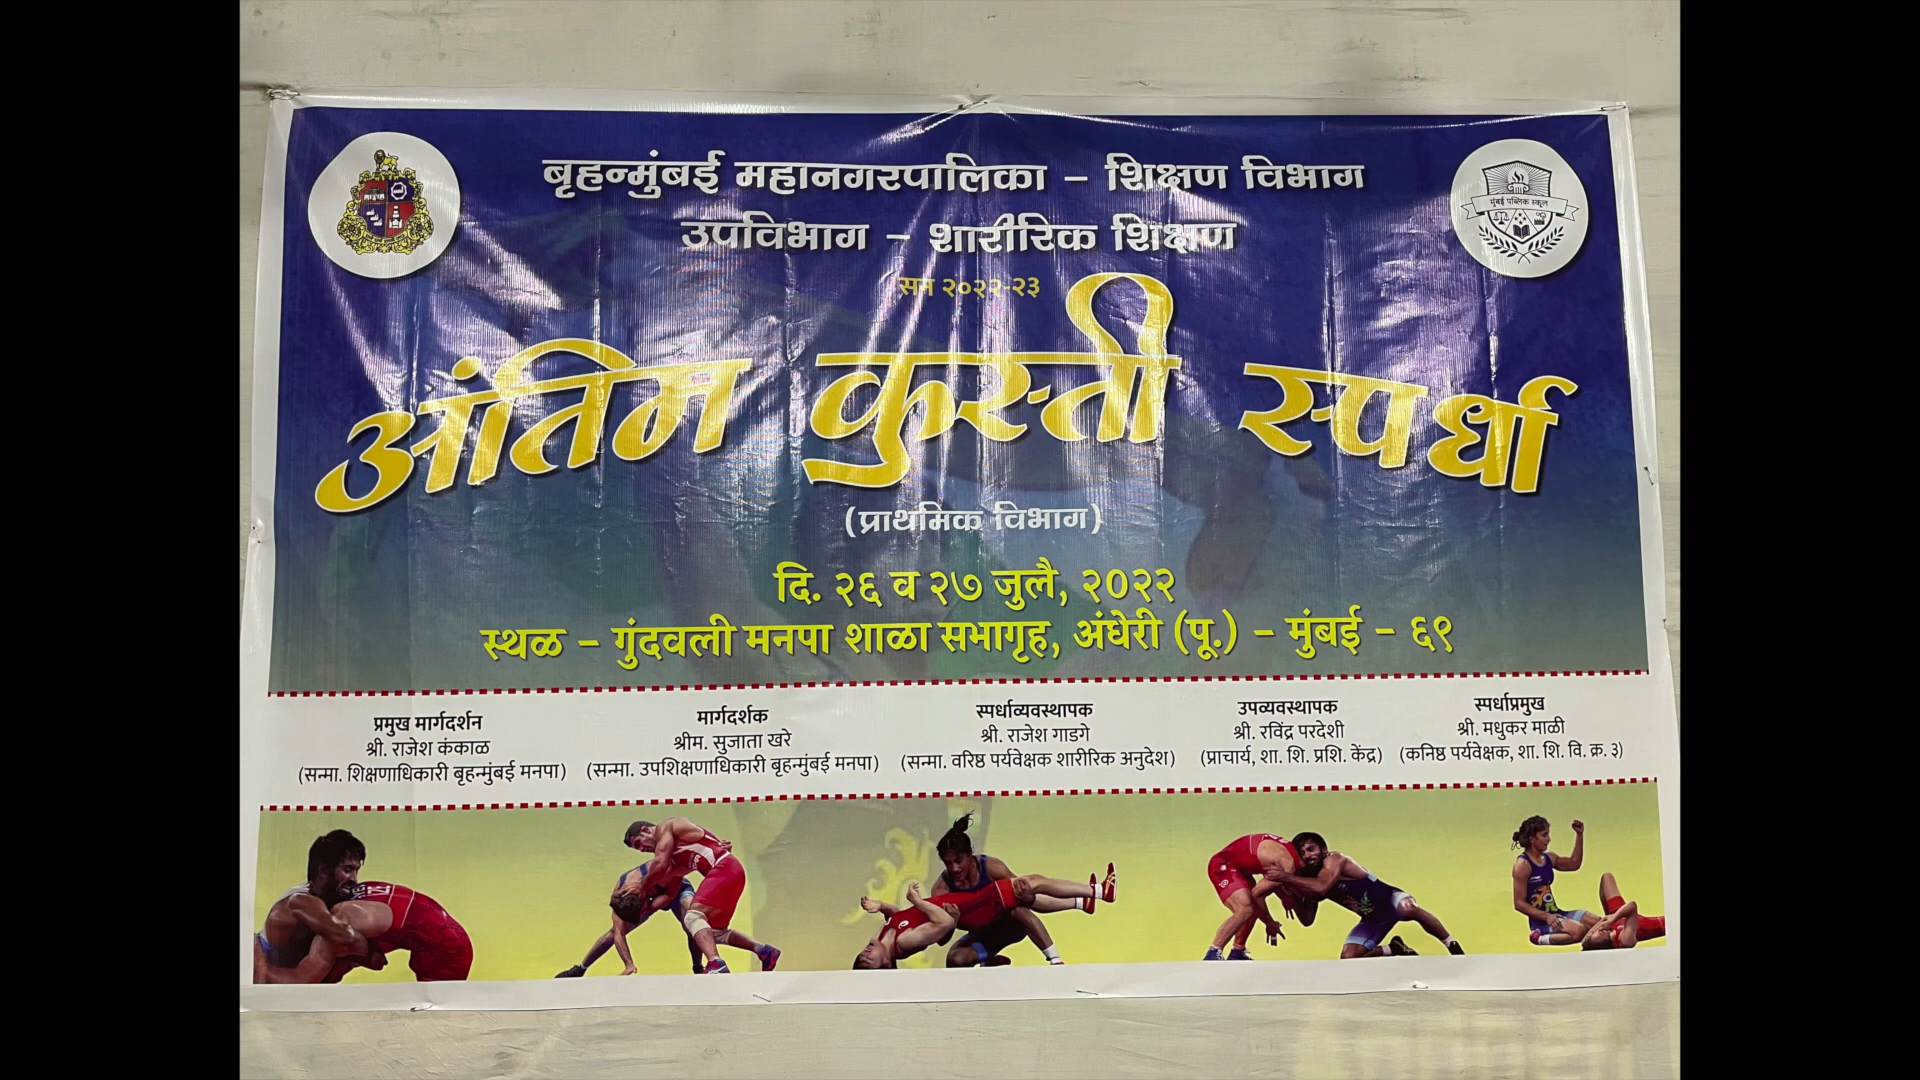 बृहन्मुंबई महानगरपालिका – शिक्षण विभाग
उपविभाग – शारीरिक शिक्षण
सन २०२२-२३
अंतिम कुस्ती स्पर्धा
(प्राथमिक विभाग)
दि. २६ व २७ जुलै, २०२२
स्थळ – गुंदवली मनपा शाळा सभागृह, अंधेरी (पू.) – मुंबई – ६९
मुंबई पब्लिक स्कूल
प्रमुख मार्गदर्शन
श्री. राजेश कंकाळ
(सन्मा. शिक्षणाधिकारी बृहन्मुंबई मनपा)
मार्गदर्शक
श्रीम. सुजाता खरे
(सन्मा. उपशिक्षणाधिकारी बृहन्मुंबई मनपा)
स्पर्धाव्यवस्थापक
श्री. राजेश गाडगे
(सन्मा. वरिष्ठ पर्यवेक्षक शारीरिक अनुदेश)
उपव्यवस्थापक
श्री. रविंद्र परदेशी
(प्राचार्य, शा. शि. प्रशि. केंद्र)
स्पर्धाप्रमुख
श्री. मधुकर माळी
(कनिष्ठ पर्यवेक्षक, शा. शि. वि. क्र. ३)